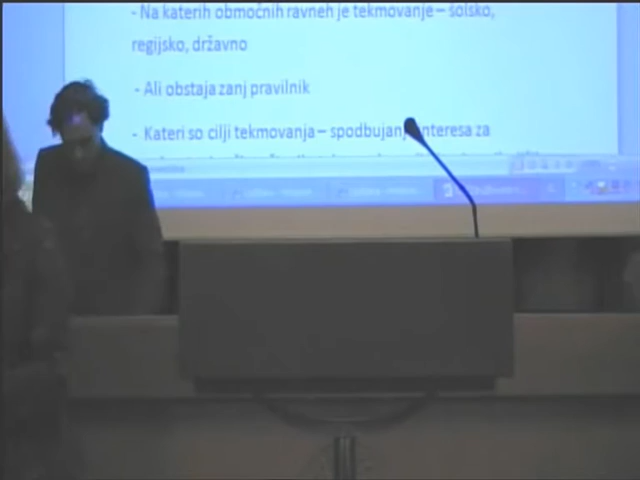 - Na katerih območnih ravneh je tekmovanje – šolsko,
regijsko, državno
- Ali obstaja zanj pravilnik
- Kateri so cilji tekmovanja – spodbujanj interesa za